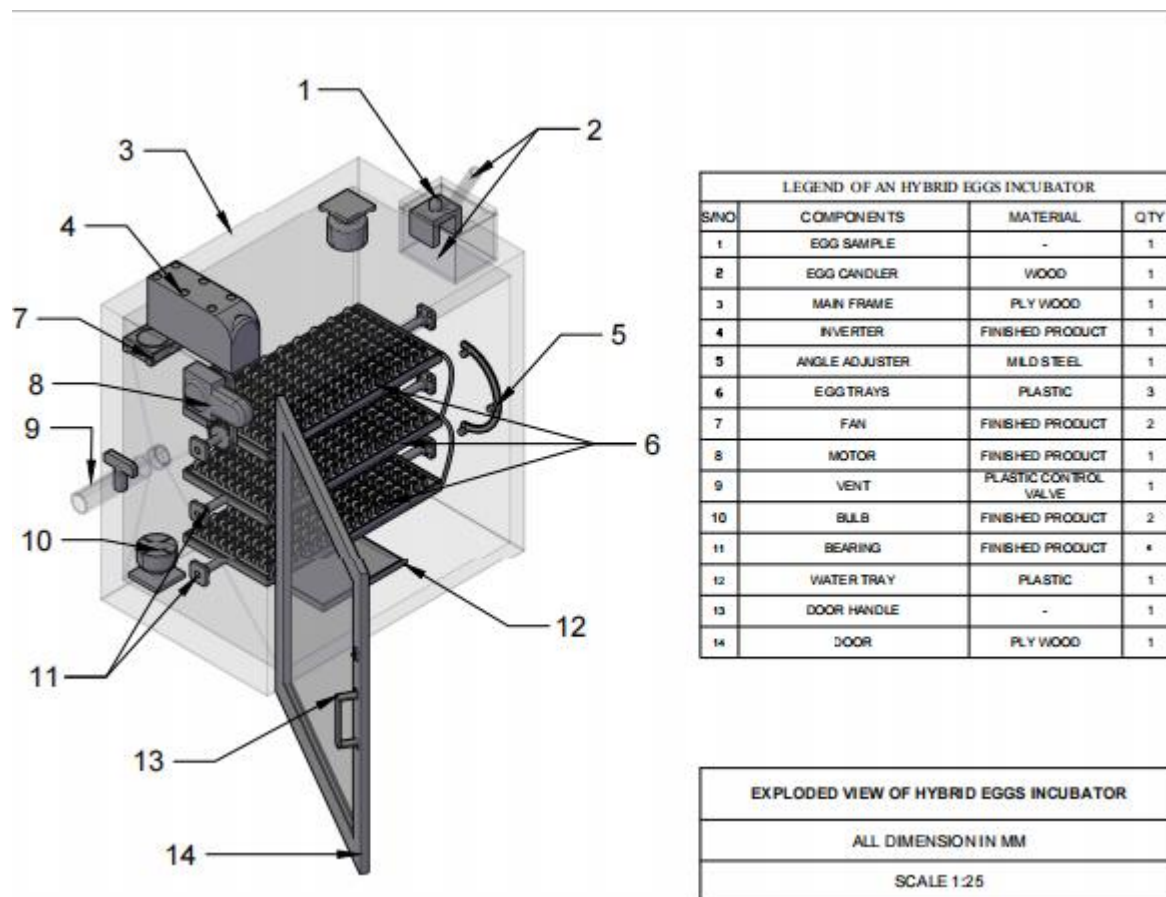 1
2
3
4
7
8
5
9
6
10
12
11
13
14
LEGEND OF AN HYBRID EGGS INCUBATOR
S/NO COMPONENTS MATERIAL QTY
1 EGG SAMPLE - 1
2 EGG CANDLER WOOD 1
3 MAIN FRAME PLY WOOD 1
4 INVERTER FINISHED PRODUCT 1
5 ANGLE ADJUSTER MILD STEEL 1
6 EGG TRAYS PLASTIC 3
7 FAN FINISHED PRODUCT 2
8 MOTOR FINISHED PRODUCT 1
9 VENT PLASTIC CONTROL VALVE 1
10 BULB FINISHED PRODUCT 2
11 BEARING FINISHED PRODUCT
12 WATER TRAY PLASTIC 1
13 DOOR HANDLE - 1
14 DOOR PLY WOOD 1
EXPLODED VIEW OF HYBRID EGGS INCUBATOR
ALL DIMENSION IN MM
SCALE 1:25